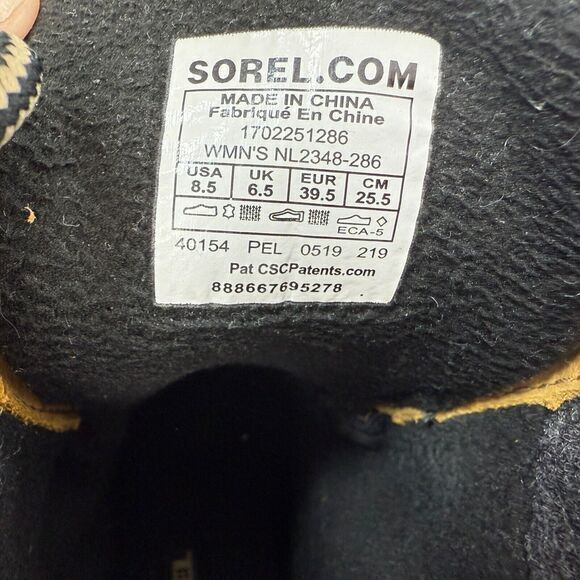 SOREL.COM
MADE IN CHINA
Fabriqué En Chine
1702251286
WMN'S NL2348-286
USA UK EUR CM
8.5 6.5 39.5 25.5
ECA-5
40154 PEL 0519 219
Pat CSCPatents.com
888667695278